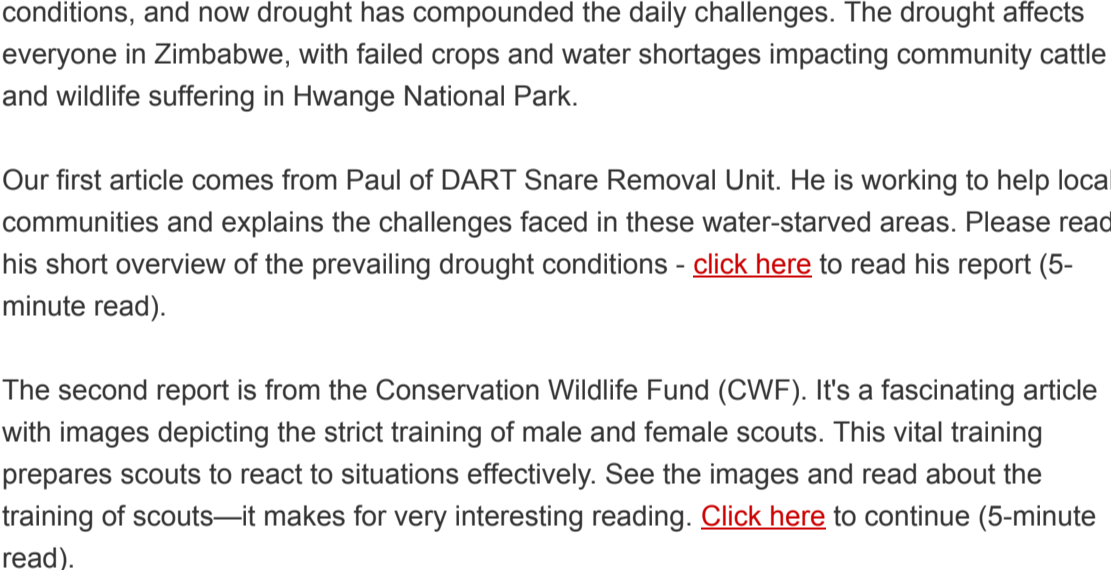 conditions, and now drought has compounded the daily challenges. The drought affects
everyone in Zimbabwe, with failed crops and water shortages impacting community cattle
and wildlife suffering in Hwange National Park.
Our first article comes from Paul of DART Snare Removal Unit. He is working to help local
communities and explains the challenges faced in these water-starved areas. Please read
his short overview of the prevailing drought conditions - click here to read his report (5-
minute read).
The second report is from the Conservation Wildlife Fund (CWF). It's a fascinating article
with images depicting the strict training of male and female scouts. This vital training
prepares scouts to react to situations effectively. See the images and read about the
training of scouts—it makes for very interesting reading. Click here to continue (5-minute
read).